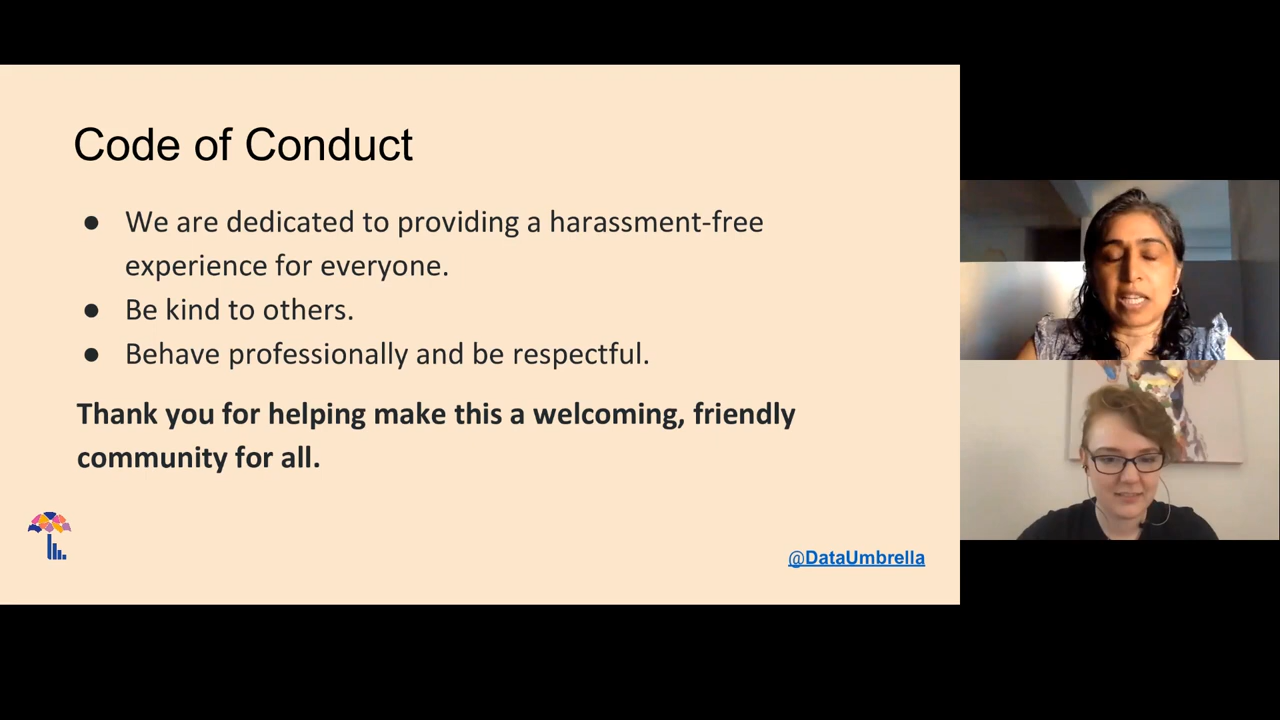 Code of Conduct
● We are dedicated to providing a harassment-free
experience for everyone.
● Be kind to others.
● Behave professionally and be respectful.
Thank you for helping make this a welcoming, friendly
community for all.
@DataUmbrella